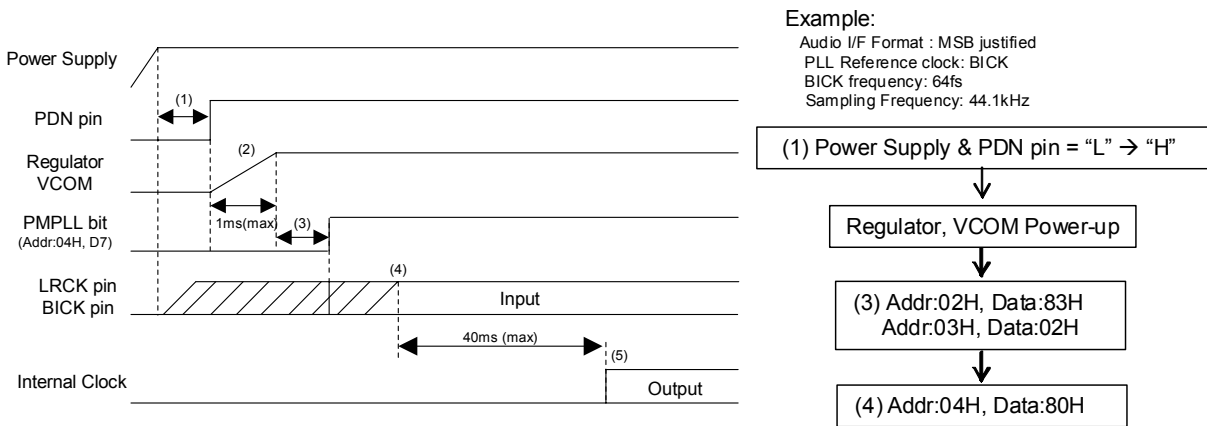 Power Supply
(1)
PDN pin
(2)
Regulator
VCOM
1ms(max)
(3)
PMPLL bit
(Addr:04H, D7)
(4)
LRCK pin
BICK pin
Input
40ms (max)
(5)
Internal Clock
Output
Example:
Audio I/F Format : MSB justified
PLL Reference clock: BICK
BICK frequency: 64fs
Sampling Frequency: 44.1kHz
(1) Power Supply & PDN pin = “L” → “H”
Regulator, VCOM Power-up
(3) Addr:02H, Data:83H
Addr:03H, Data:02H
(4) Addr:04H, Data:80H